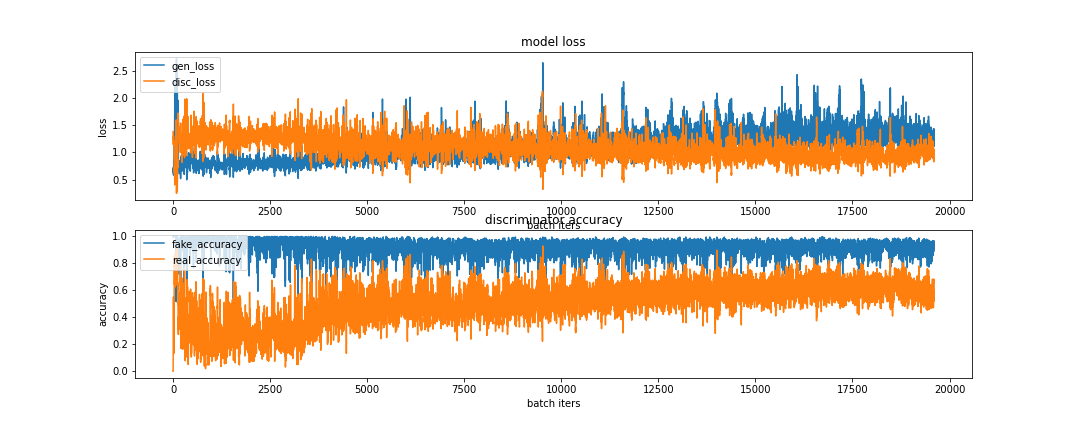 model loss
gen_loss
disc_loss
loss
2.5
2.0
1.5
1.0
0.5
0 2500 5000 7500 10000 12500 15000 17500 20000
batch iters
discriminator accuracy
fake_accuracy
real_accuracy
accuracy
1.0
0.8
0.6
0.4
0.2
0.0
0 2500 5000 7500 10000 12500 15000 17500 20000
batch iters